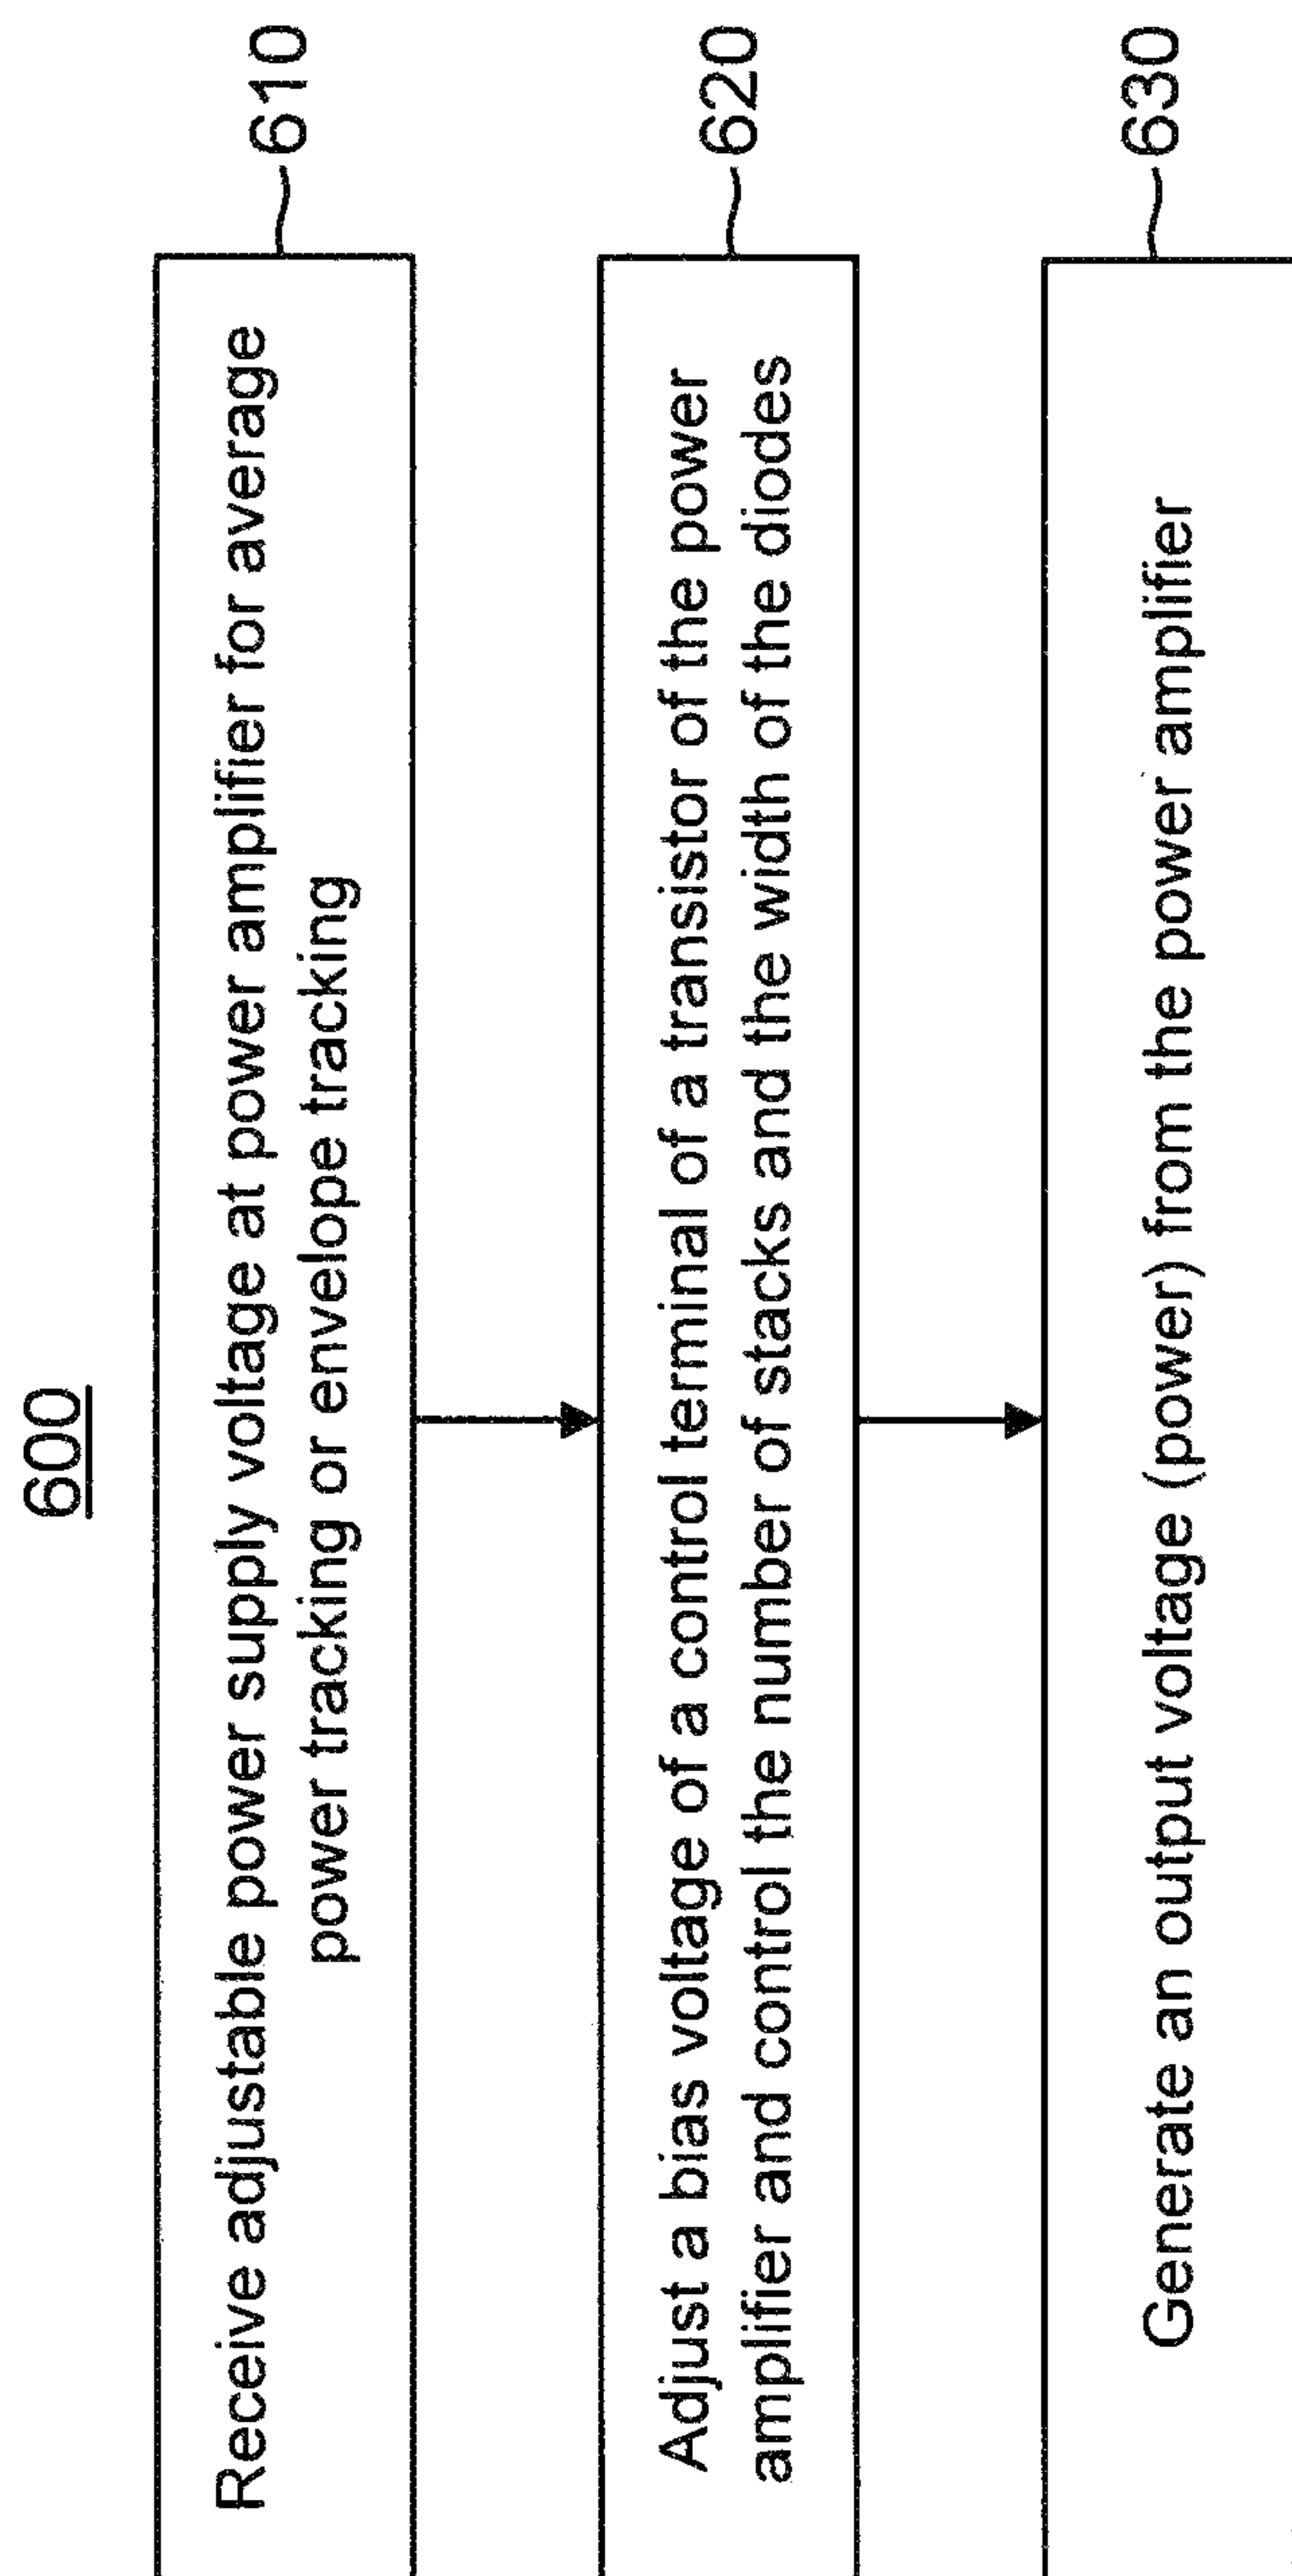 600
Receive adjustable power supply voltage at power amplifier for average
power tracking or envelope tracking
610
Adjust a bias voltage of a control terminal of a transistor of the power
amplifier and control the number of stacks and the width of the diodes
620
Generate an output voltage (power) from the power amplifier
630